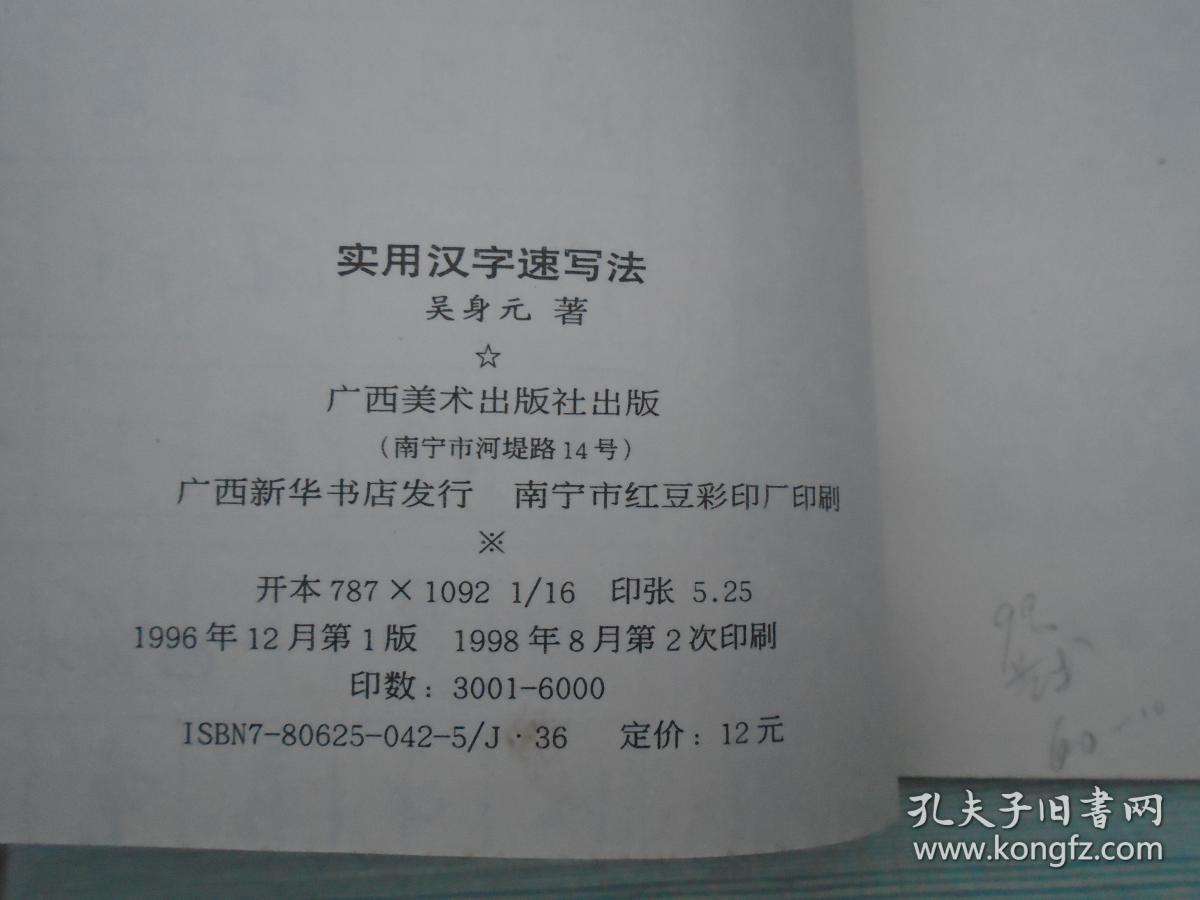 实用汉字速写法
吴身元 著
☆
广西美术出版社出版
(南宁市河堤路14号)
广西新华书店发行 南宁市红豆彩印厂印刷
※
开本787×1092 1/16 印张 5.25
1996年12月第1版 1998年8月第2次印刷
印数:3001-6000
ISBN7-80625-042-5/J·36 定价:12元
孔夫子旧书网
www.kongfz.com